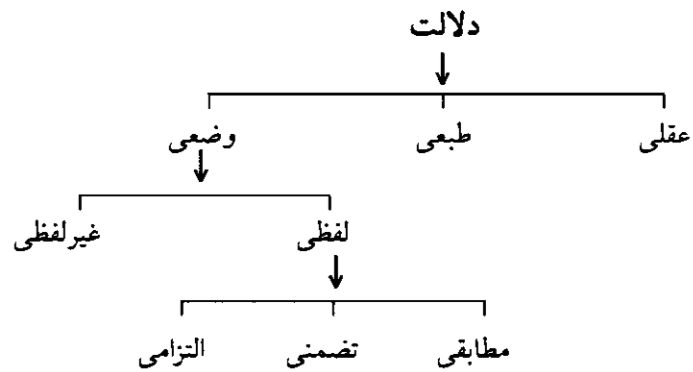 دلالت
عقلی طبعی وضعی
لفظی غیرلفظی
مطابقی تضمنی التزامی